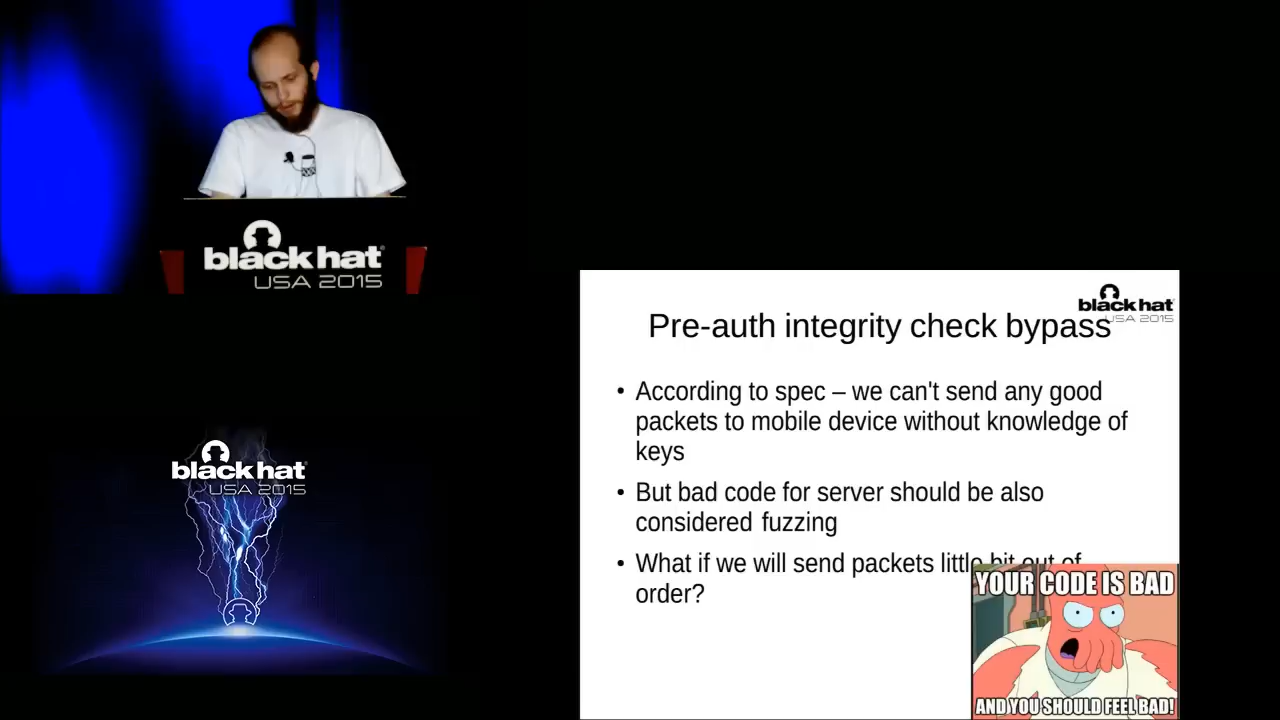 black hat
USA 2015
black hat
USA 2015
black hat
USA 2015
Pre-auth integrity check bypass
• According to spec – we can't send any good
packets to mobile device without knowledge of
keys
• But bad code for server should be also
considered fuzzing
• What if we will send packets little bit out of
order?
YOUR CODE IS BAD
AND YOU SHOULD FEEL BAD!